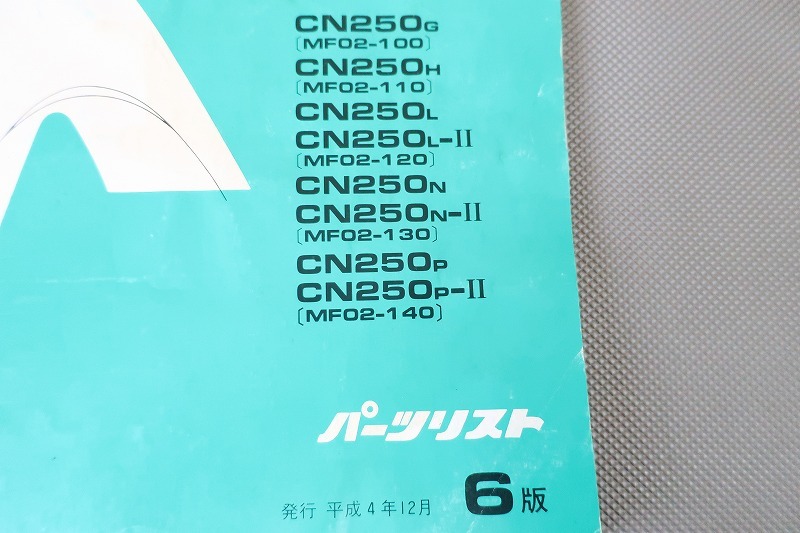 CN250G
〔MF02-100〕
CN250H
〔MF02-110〕
CN250L
CN250L-II
〔MF02-120〕
CN250N
CN250N-II
〔MF02-130〕
CN250P
CN250P-II
〔MF02-140〕
パーツリスト
発行 平成4年12月 6版